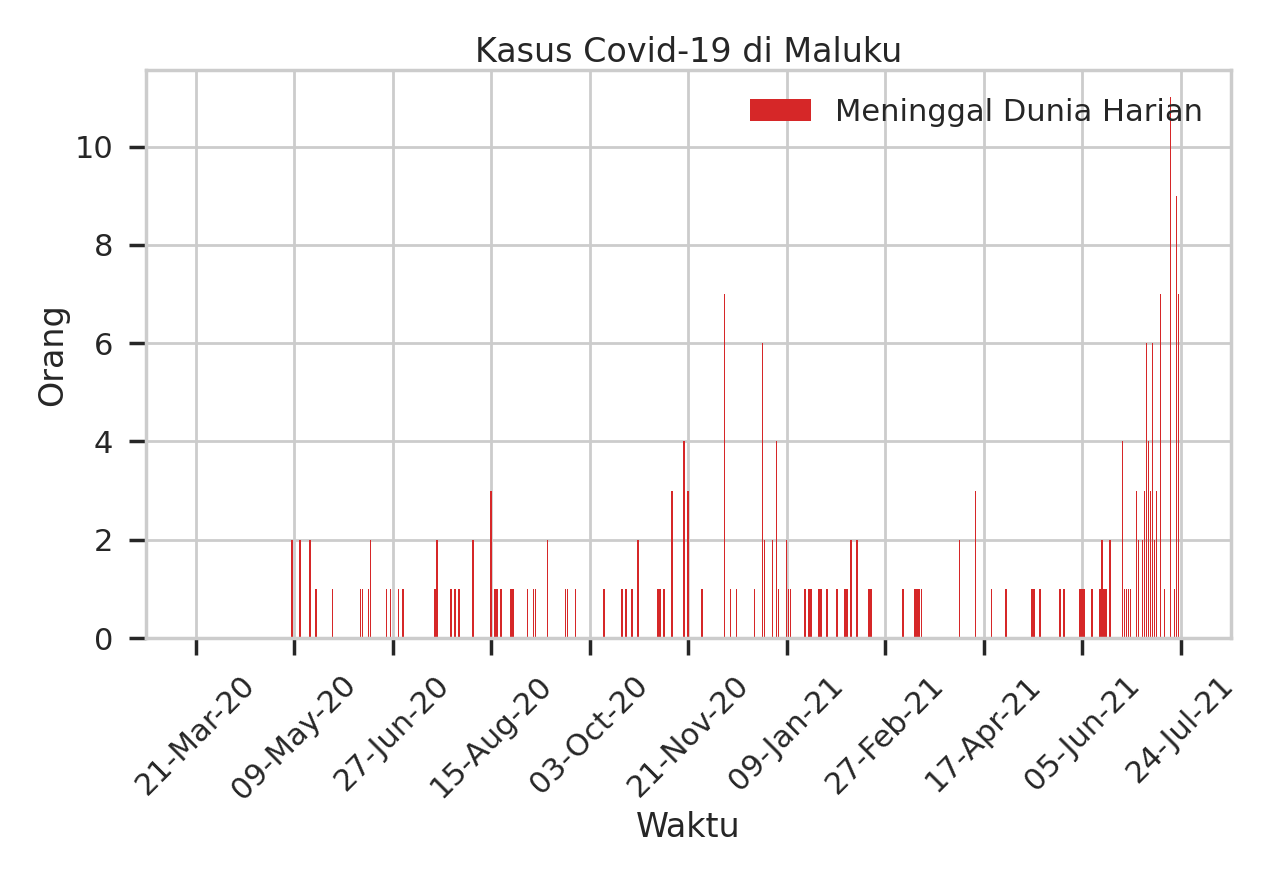 Kasus Covid-19 di Maluku
Meninggal Dunia Harian
Orang
10
8
6
4
2
0
21-Mar-20
09-May-20
27-Jun-20
15-Aug-20
03-Oct-20
21-Nov-20
09-Jan-21
27-Feb-21
17-Apr-21
05-Jun-21
24-Jul-21
Waktu